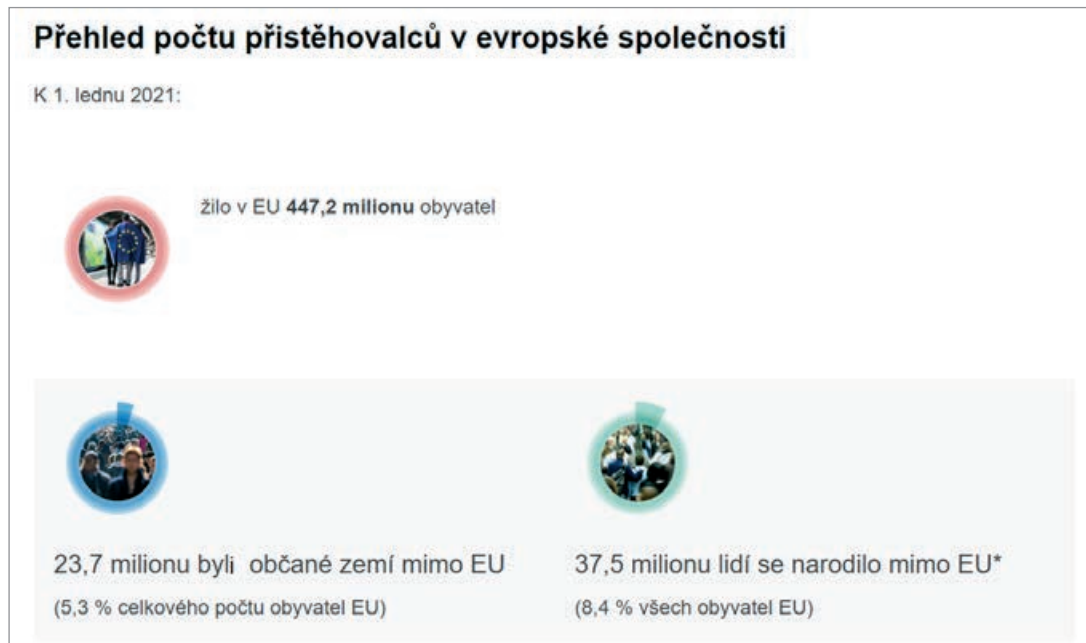 Přehled počtu přistěhovalců v evropské společnosti
K 1. lednu 2021:
žilo v EU 447,2 milionu obyvatel
23,7 milionu byli občané zemí mimo EU
(5,3 % celkového počtu obyvatel EU)
37,5 milionu lidí se narodilo mimo EU*
(8,4 % všech obyvatel EU)